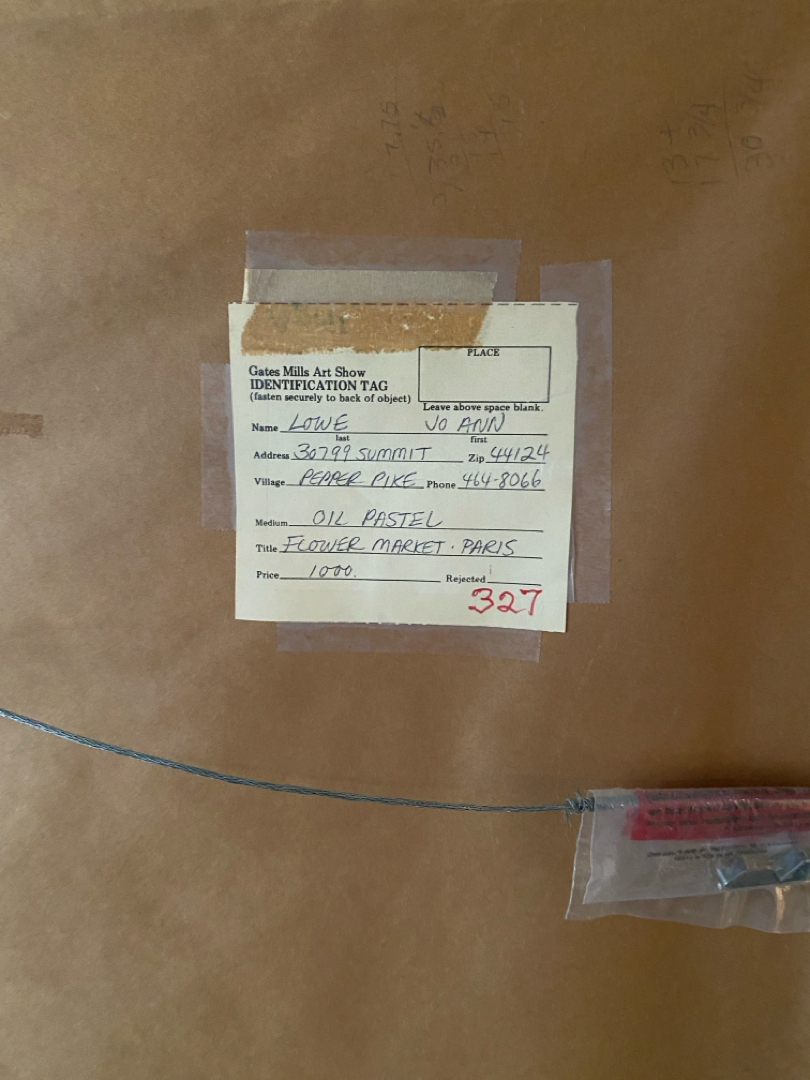 PLACE
Gates Mills Art Show
IDENTIFICATION TAG
(fasten securely to back of object)
Leave above space blank.
Name LOWE JO ANN
last first
Address 30799 SUMMIT Zip 44124
Village PEPPER PIKE Phone 464-8066
Medium OIL PASTEL
Title FLOWER MARKET · PARIS
Price 1000. Rejected
327